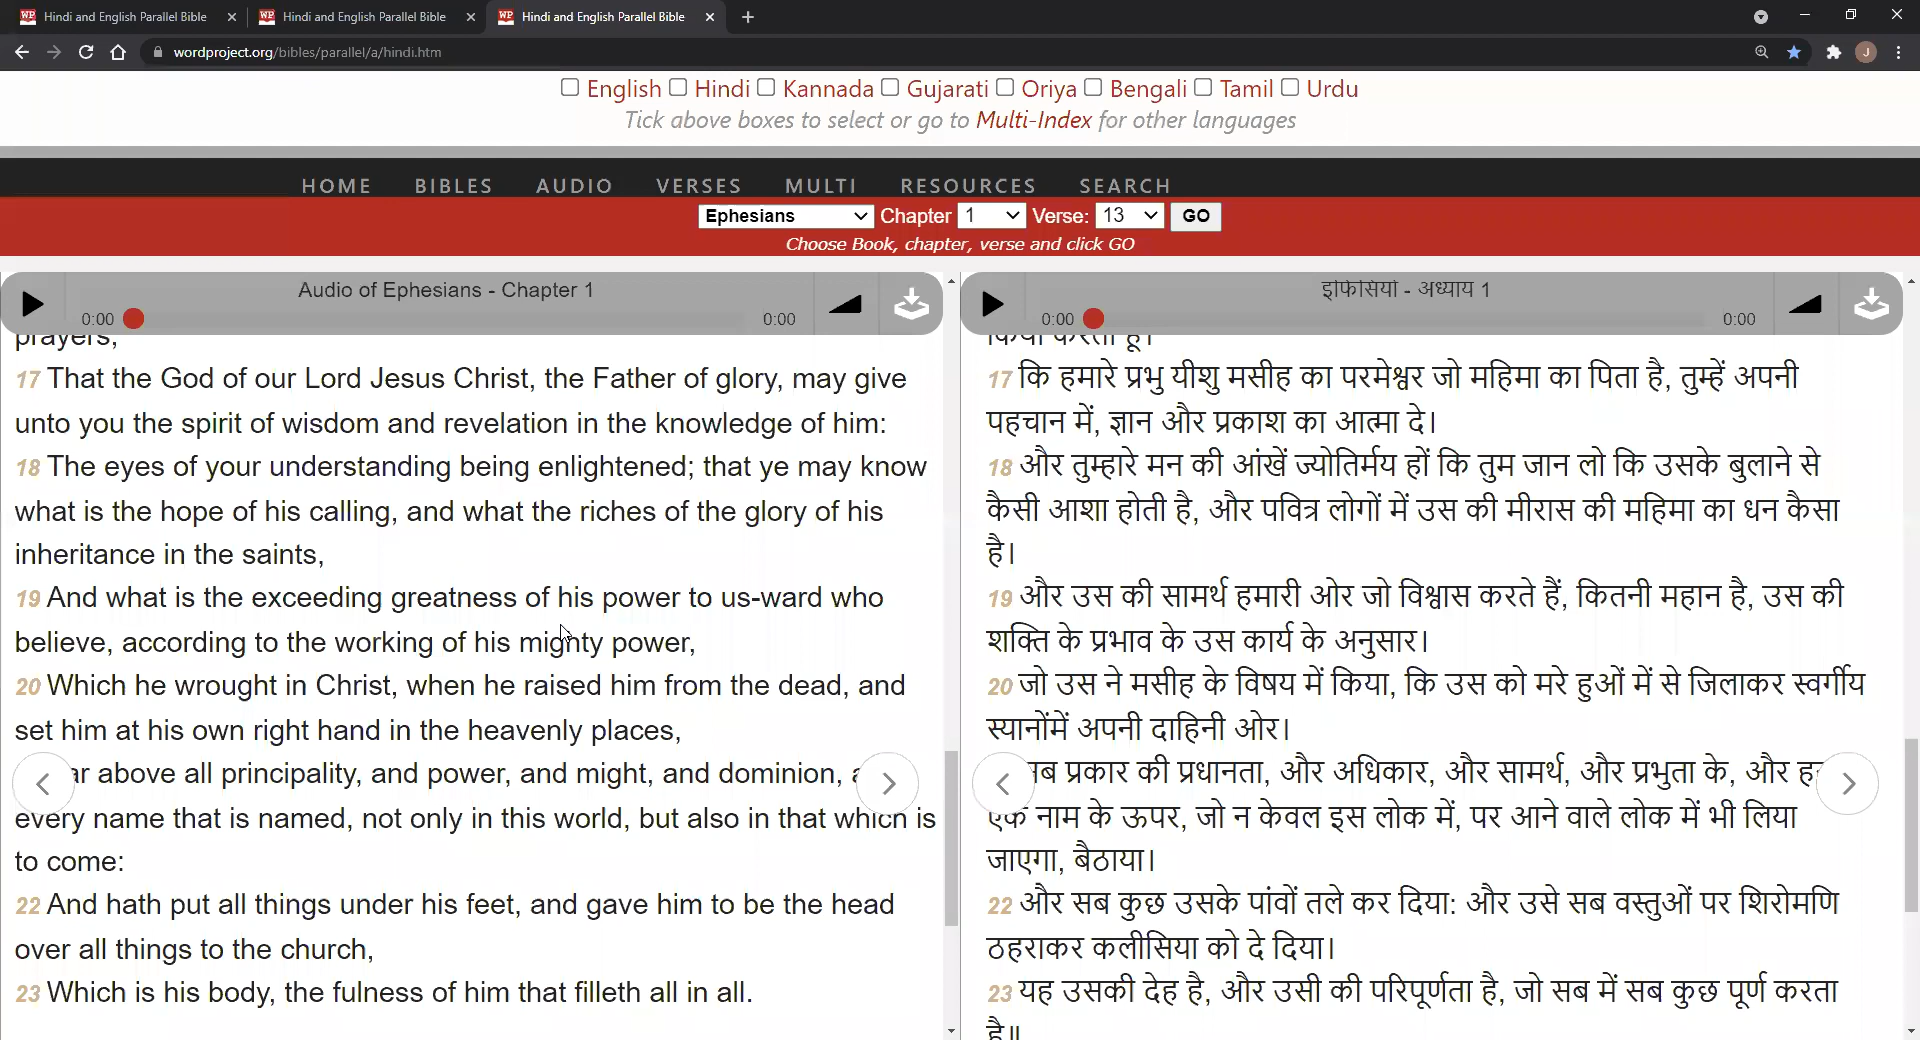 Hindi and English Parallel Bible
Hindi and English Parallel Bible
Hindi and English Parallel Bible
wordproject.org/bibles/parallel/a/hindi.htm
J
English Hindi Kannada Gujarati Oriya Bengali Tamil Urdu
Tick above boxes to select or go to Multi-Index for other languages
HOME BIBLES AUDIO VERSES MULTI RESOURCES SEARCH
Ephesians Chapter 1 Verse: 13 GO
Choose Book, chapter, verse and click GO
Audio of Ephesians - Chapter 1
0:00 0:00
prayers;
17 That the God of our Lord Jesus Christ, the Father of glory, may give
unto you the spirit of wisdom and revelation in the knowledge of him:
18 The eyes of your understanding being enlightened; that ye may know
what is the hope of his calling, and what the riches of the glory of his
inheritance in the saints,
19 And what is the exceeding greatness of his power to us-ward who
believe, according to the working of his mighty power,
20 Which he wrought in Christ, when he raised him from the dead, and
set him at his own right hand in the heavenly places,
above all principality, and power, and might, and dominion,
every name that is named, not only in this world, but also in that which is
to come:
22 And hath put all things under his feet, and gave him to be the head
over all things to the church,
23 Which is his body, the fulness of him that filleth all in all.
इफिसियों - अध्याय 1
0:00 0:00
किया करता हूं।
17 कि हमारे प्रभु यीशु मसीह का परमेश्वर जो महिमा का पिता है, तुम्हें अपनी
पहचान में, ज्ञान और प्रकाश का आत्मा दे।
18 और तुम्हारे मन की आंखें ज्योतिर्मय हों कि तुम जान लो कि उसके बुलाने से
कैसी आशा होती है, और पवित्र लोगों में उस की मीरास की महिमा का धन कैसा
है।
19 और उस की सामर्थ हमारी ओर जो विश्वास करते हैं, कितनी महान है, उस की
शक्ति के प्रभाव के उस कार्य के अनुसार।
20 जो उस ने मसीह के विषय में किया, कि उस को मरे हुओं में से जिलाकर स्वर्गीय
स्यानोंमें अपनी दाहिनी ओर।
प्रकार की प्रधानता, और अधिकार, और सामर्थ, और प्रभुता के, और
एक नाम के ऊपर, जो न केवल इस लोक में, पर आने वाले लोक में भी लिया
जाएगा, बैठाया।
22 और सब कुछ उसके पांवों तले कर दिया: और उसे सब वस्तुओं पर शिरोमणि
ठहराकर कलीसिया को दे दिया।
23 यह उसकी देह है, और उसी की परिपूर्णता है, जो सब में सब कुछ पूर्ण करता
है॥